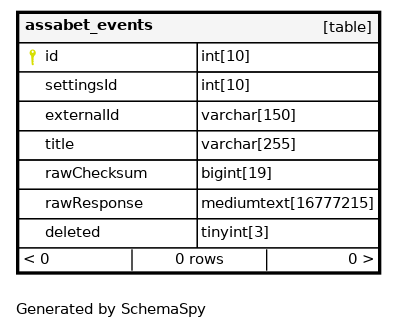 assabet_events [table]
id int[10]
settingsId int[10]
externalId varchar[150]
title varchar[255]
rawChecksum bigint[19]
rawResponse mediumtext[16777215]
deleted tinyint[3]
< 0 0 rows 0 >
Generated by SchemaSpy